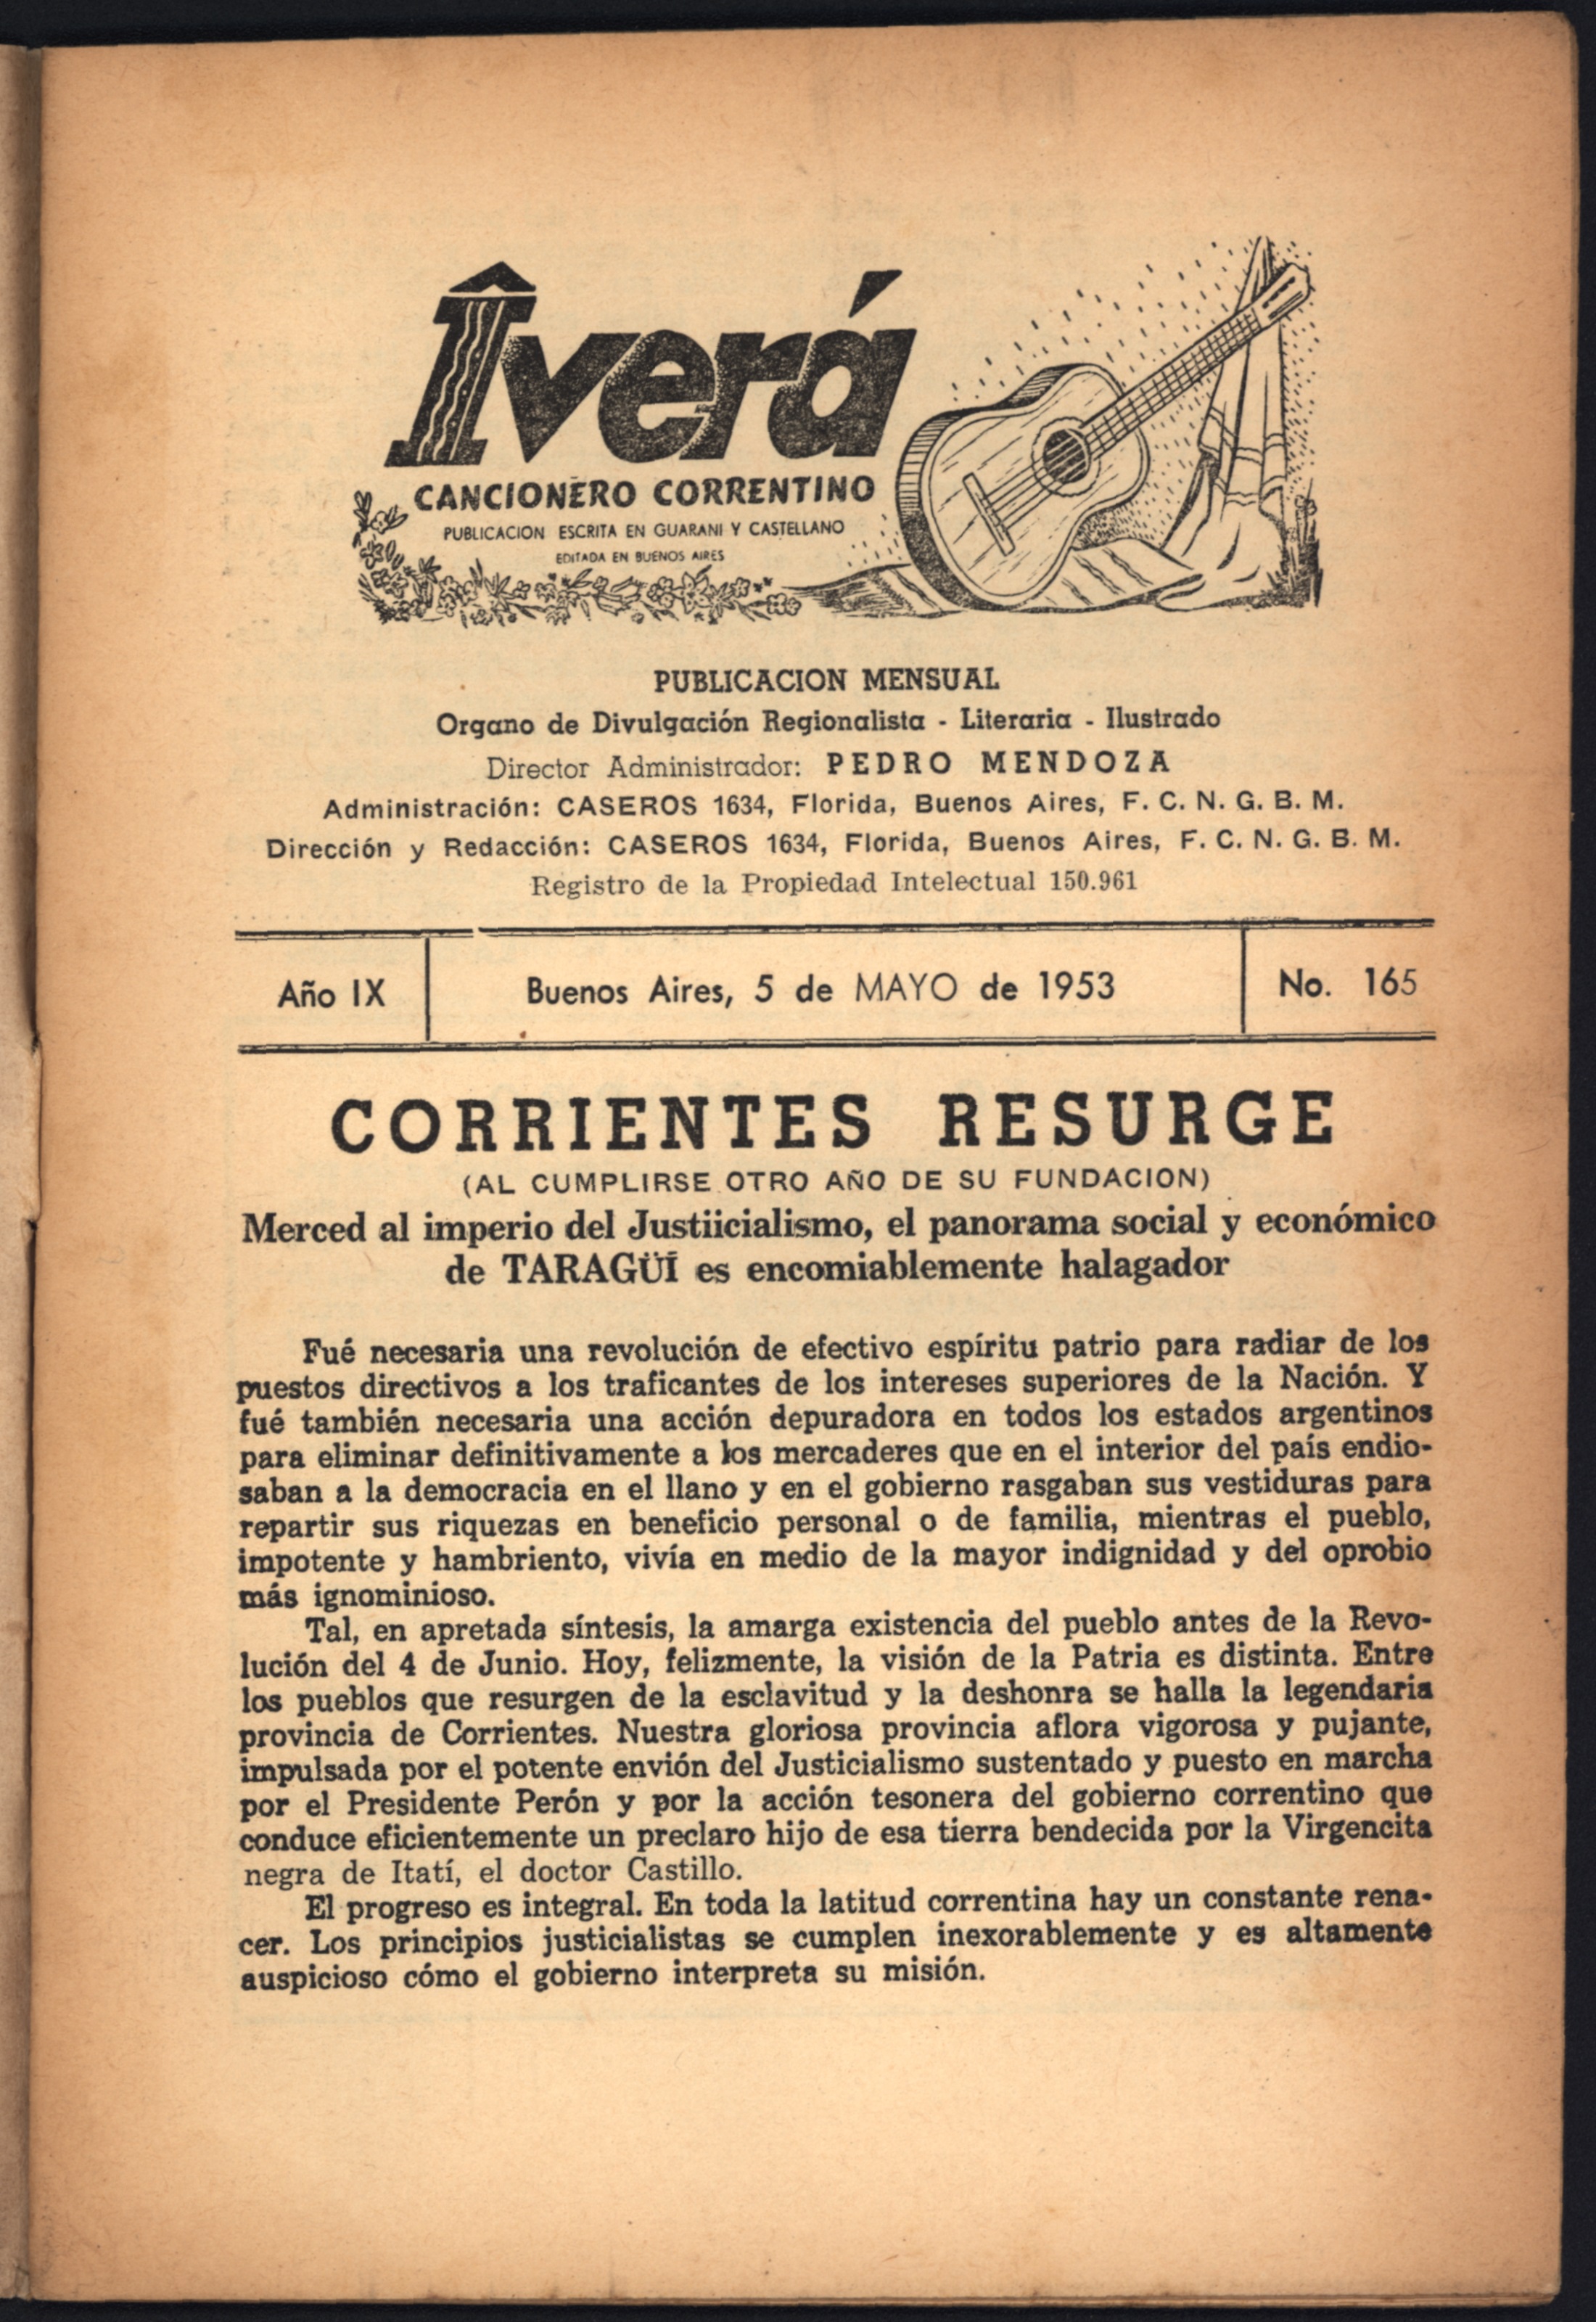 Îverá
CANCIONERO CORRENTINO
PUBLICACION ESCRITA EN GUARANI Y CASTELLANO
EDITADA EN BUENOS AIRES
PUBLICACION MENSUAL
Organo de Divulgación Regionalista - Literaria - Ilustrado
Director Administrador: PEDRO MENDOZA
Administración: CASEROS 1634, Florida, Buenos Aires, F. C. N. G. B. M.
Dirección y Redacción: CASEROS 1634, Florida, Buenos Aires, F. C. N. G. B. M.
Registro de la Propiedad Intelectual 150.961
Año IX Buenos Aires, 5 de MAYO de 1953 No. 165
CORRIENTES RESURGE
(AL CUMPLIRSE OTRO AÑO DE SU FUNDACION)
Merced al imperio del Justiicialismo, el panorama social y económico
de TARAGÜÍ es encomiablemente halagador
Fué necesaria una revolución de efectivo espíritu patrio para radiar de los
puestos directivos a los traficantes de los intereses superiores de la Nación. Y
fué también necesaria una acción depuradora en todos los estados argentinos
para eliminar definitivamente a los mercaderes que en el interior del país endio-
saban a la democracia en el llano y en el gobierno rasgaban sus vestiduras para
repartir sus riquezas en beneficio personal o de familia, mientras el pueblo,
impotente y hambriento, vivía en medio de la mayor indignidad y del oprobio
más ignominioso.
Tal, en apretada síntesis, la amarga existencia del pueblo antes de la Revo-
lución del 4 de Junio. Hoy, felizmente, la visión de la Patria es distinta. Entre
los pueblos que resurgen de la esclavitud y la deshonra se halla la legendaria
provincia de Corrientes. Nuestra gloriosa provincia aflora vigorosa y pujante,
impulsada por el potente envión del Justicialismo sustentado y puesto en marcha
por el Presidente Perón y por la acción tesonera del gobierno correntino que
conduce eficientemente un preclaro hijo de esa tierra bendecida por la Virgencita
negra de Itatí, el doctor Castillo.
El progreso es integral. En toda la latitud correntina hay un constante rena-
cer. Los principios justicialistas se cumplen inexorablemente y es altamente
auspicioso cómo el gobierno interpreta su misión.